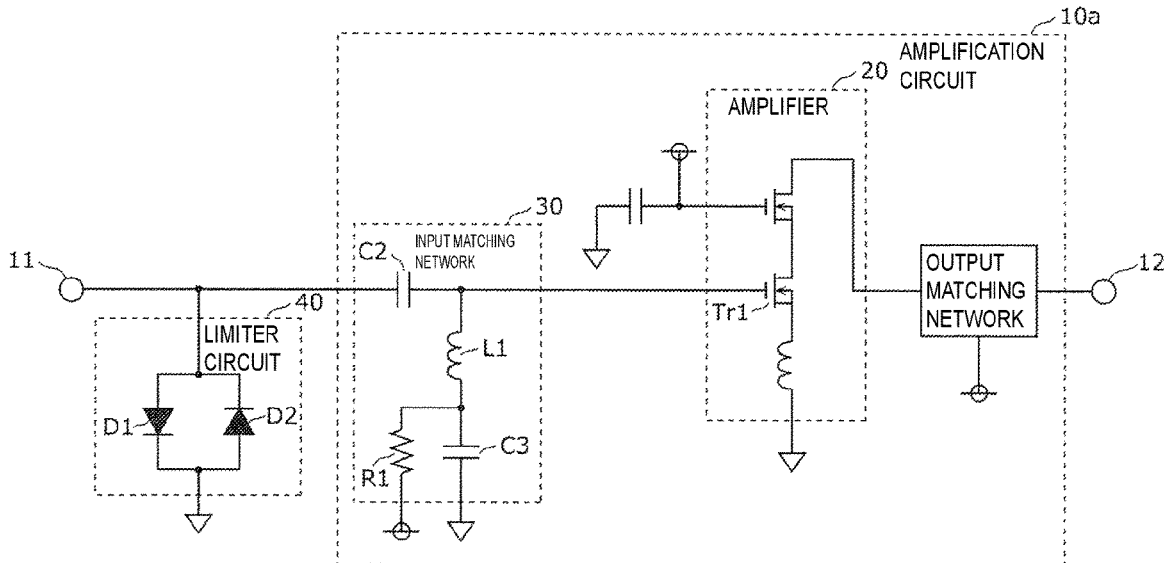 10a
AMPLIFICATION
CIRCUIT
20
AMPLIFIER
30
INPUT MATCHING
NETWORK
C2
11
40
LIMITER
CIRCUIT
D1
D2
L1
R1
C3
Tr1
OUTPUT
MATCHING
NETWORK
12